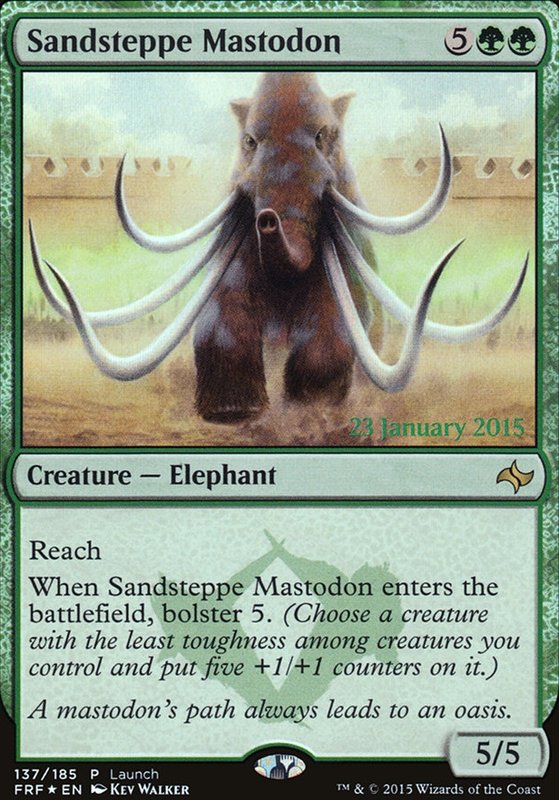 Sandsteppe Mastodon 5
23 January 2015
Creature — Elephant
Reach
When Sandsteppe Mastodon enters the
battlefield, bolster 5. (Choose a creature
with the least toughness among creatures you
control and put five +1/+1 counters on it.)
A mastodon's path always leads to an oasis.
5/5
137/185 P Launch
FRF ★ EN Kev Walker
™ & © 2015 Wizards of the Coast